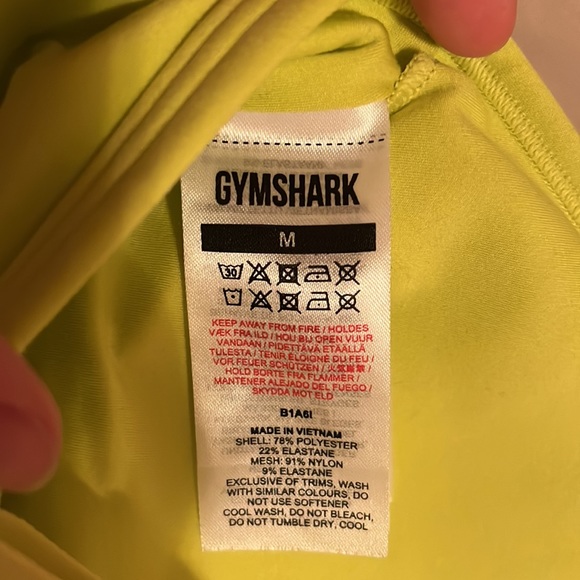 GYMSHARK
M
30
KEEP AWAY FROM FIRE / HOLDES
VÆK FRA ILD / HOU BIJ OPEN VUUR
VANDAAN / PIDETTÄVÄ ETÄÄLLÄ
TULESTA / TENIR ÉLOIGNÉ DU FEU /
VOR FEUER SCHÜTZEN / 火気厳禁 /
HOLD BORTE FRA FLAMMER /
MANTENER ALEJADO DEL FUEGO /
SKYDDA MOT ELD
B1A6I
MADE IN VIETNAM
SHELL: 78% POLYESTER
22% ELASTANE
MESH: 91% NYLON
9% ELASTANE
EXCLUSIVE OF TRIMS, WASH
WITH SIMILAR COLOURS, DO
NOT USE SOFTENER
COOL WASH, DO NOT BLEACH,
DO NOT TUMBLE DRY, COOL